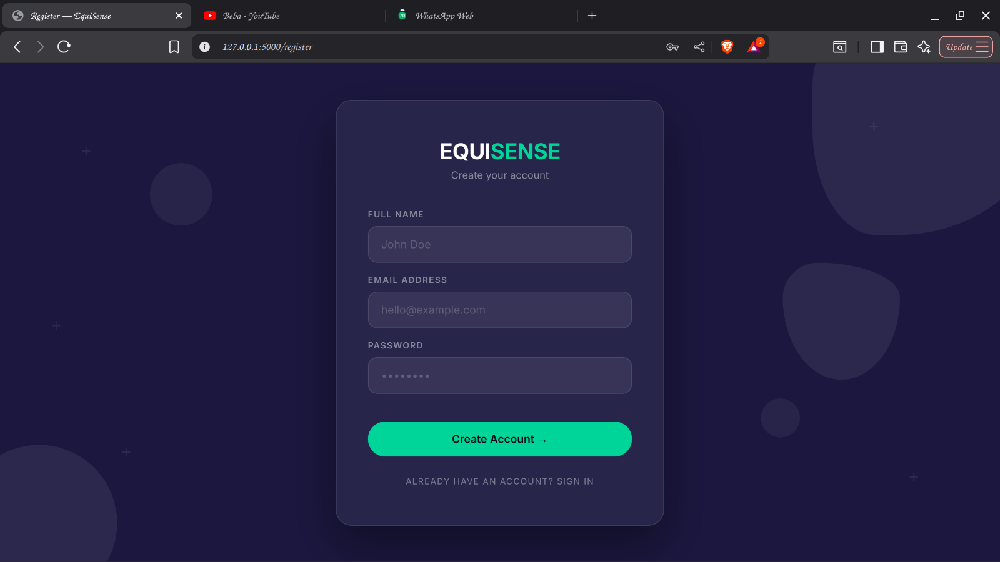 Register — EquiSense
Beba - YouTube
70
WhatsApp Web
127.0.0.1:5000/register
1
Update
EQUISENSE
Create your account
FULL NAME
John Doe
EMAIL ADDRESS
hello@example.com
PASSWORD
••••••••
Create Account →
ALREADY HAVE AN ACCOUNT? SIGN IN